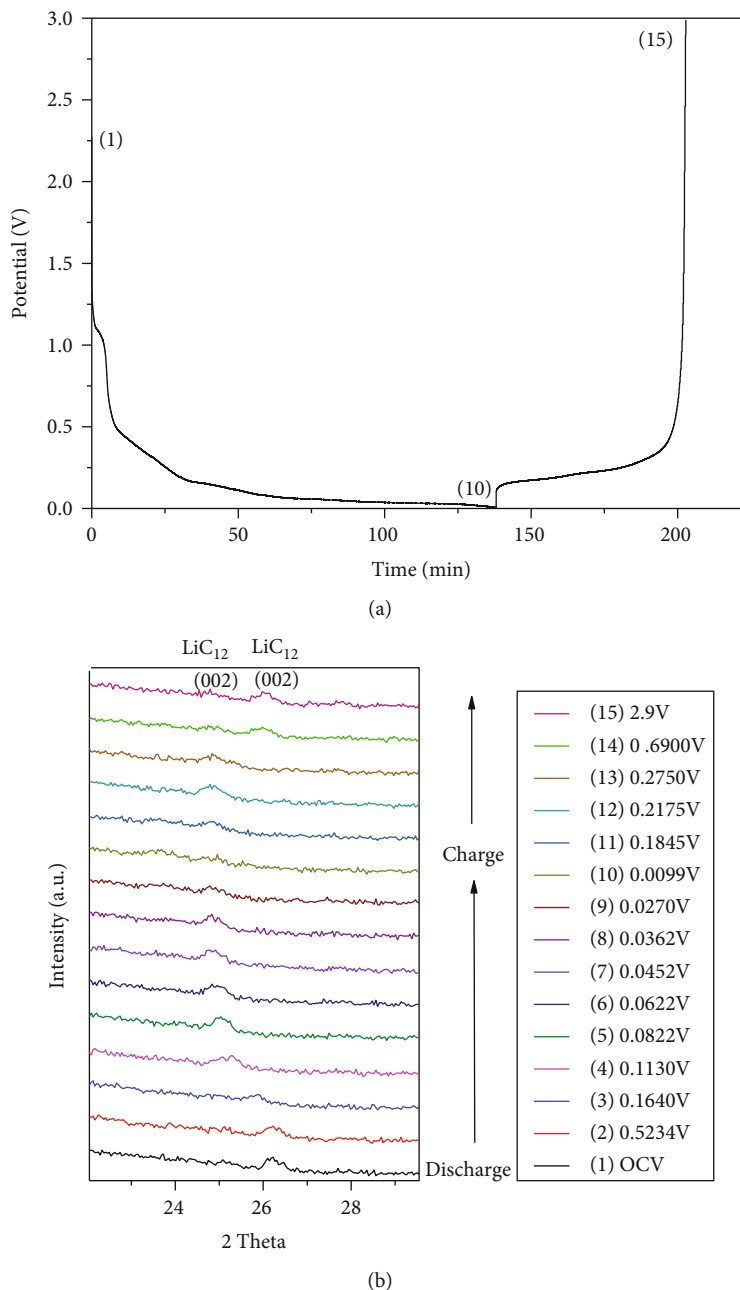 3.0
(15)
2.5
(1)
2.0
Potential (V)
1.5
1.0
0.5
(10)
0.0
0 50 100 150 200
Time (min)
(a)
LiC₁₂ LiC₁₂
(002) (002)
(15) 2.9V
(14) 0 .6900V
(13) 0.2750V
(12) 0.2175V
(11) 0.1845V
Charge
(10) 0.0099V
Intensity (a.u.)
(9) 0.0270V
(8) 0.0362V
(7) 0.0452V
(6) 0.0622V
(5) 0.0822V
(4) 0.1130V
(3) 0.1640V
(2) 0.5234V
Discharge
(1) OCV
24 26 28
2 Theta
(b)